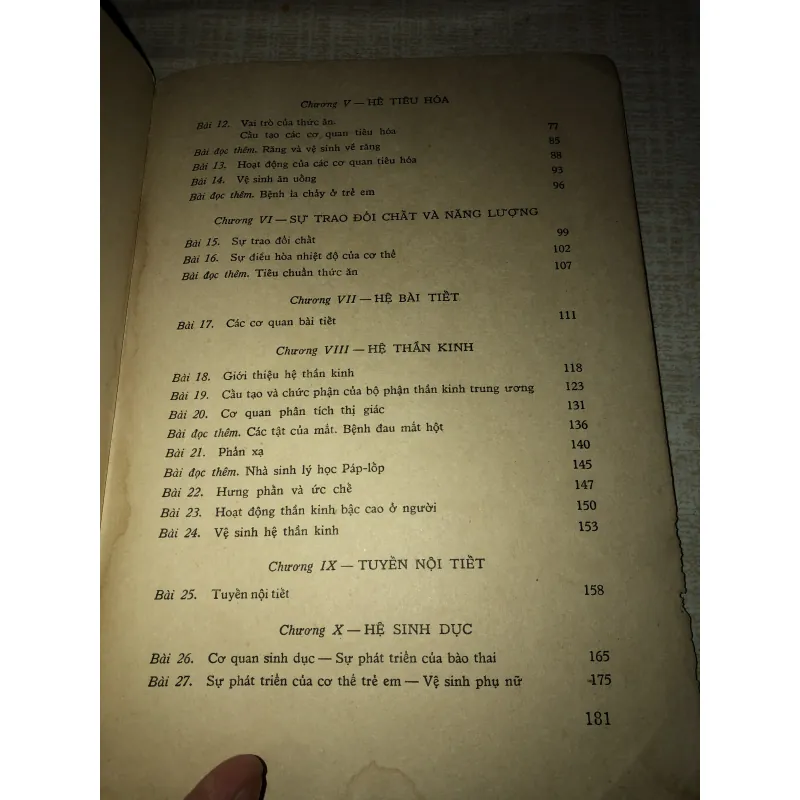 Chương V — HỆ TIÊU HÓA
Bài 12. Vai trò của thức ăn.
Cấu tạo các cơ quan tiêu hóa 77
Bài đọc thêm. Răng và vệ sinh về răng 85
Bài 13. Hoạt động của các cơ quan tiêu hóa 88
Bài 14. Vệ sinh ăn uống 93
Bài đọc thêm. Bệnh ỉa chảy ở trẻ em 96
Chương VI — SỰ TRAO ĐỔI CHẤT VÀ NĂNG LƯỢNG
Bài 15. Sự trao đổi chất 99
Bài 16. Sự điều hòa nhiệt độ của cơ thể 102
Bài đọc thêm. Tiêu chuẩn thức ăn 107
Chương VII — HỆ BÀI TIẾT
Bài 17. Các cơ quan bài tiết 111
Chương VIII — HỆ THẦN KINH
Bài 18. Giới thiệu hệ thần kinh 118
Bài 19. Cấu tạo và chức phận của bộ phận thần kinh trung ương 123
Bài 20. Cơ quan phân tích thị giác 131
Bài đọc thêm. Các tật của mắt. Bệnh đau mắt hột 136
Bài 21. Phản xạ 140
Bài đọc thêm. Nhà sinh lý học Páp-lốp 145
Bài 22. Hưng phấn và ức chế 147
Bài 23. Hoạt động thần kinh bậc cao ở người 150
Bài 24. Vệ sinh hệ thần kinh 153
Chương IX — TUYẾN NỘI TIẾT
Bài 25. Tuyến nội tiết 158
Chương X — HỆ SINH DỤC
Bài 26. Cơ quan sinh dục — Sự phát triển của bào thai 165
Bài 27. Sự phát triển của cơ thể trẻ em — Vệ sinh phụ nữ 175
181